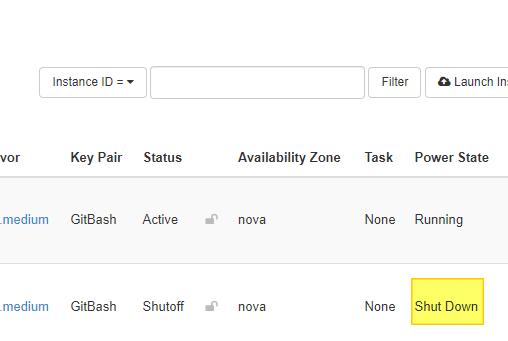 Instance ID =
Filter
Launch Ins
vor Key Pair Status Availability Zone Task Power State
.medium GitBash Active nova None Running
.medium GitBash Shutoff nova None Shut Down